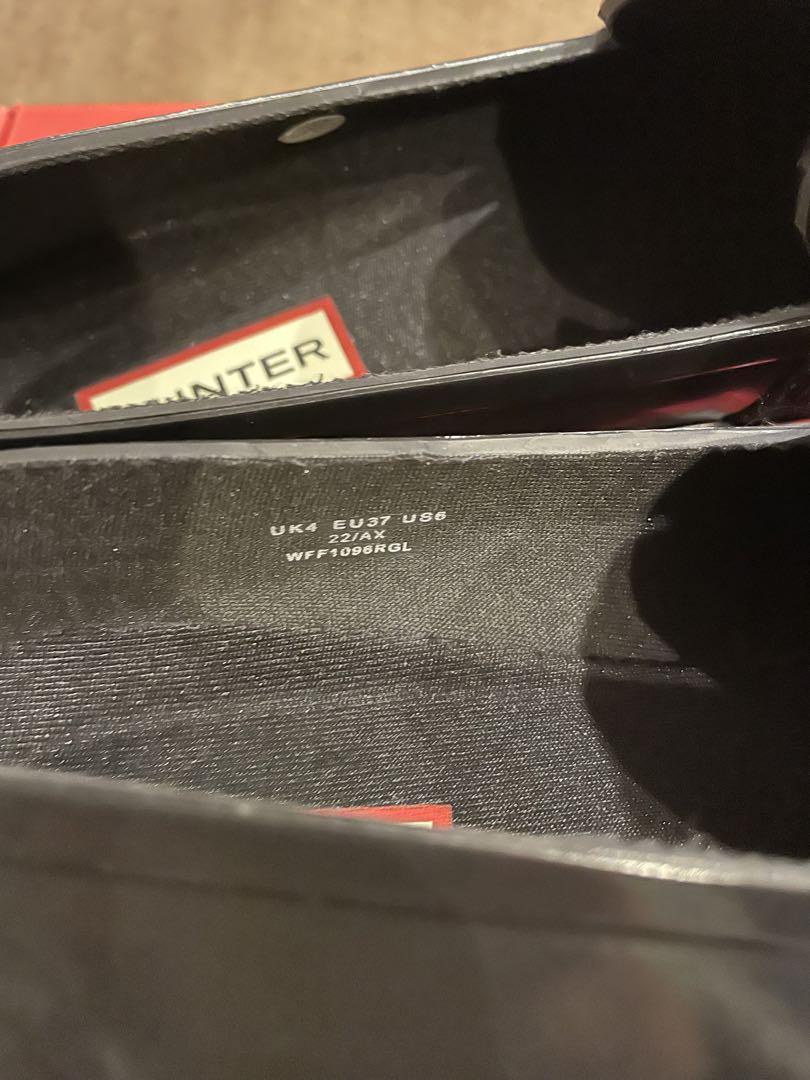 HUNTER
UK4 EU37 US6
22/AX
WFF1096RGL